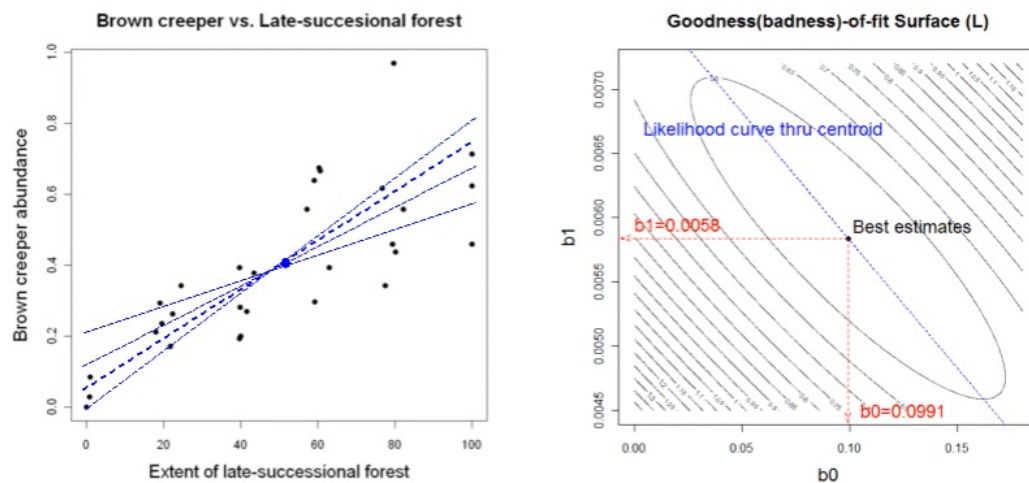 Brown creeper vs. Late-succesional forest
Brown creeper abundance
1.0
0.8
0.6
0.4
0.2
0.0
0
20
40
60
80
100
Extent of late-successional forest
Goodness(badness)-of-fit Surface (L)
b1
0.0070
0.0065
0.0060
0.0055
0.0050
0.0045
Likelihood curve thru centroid
b1=0.0058
Best estimates
b0=0.0991
0.00
0.05
0.10
0.15
b0